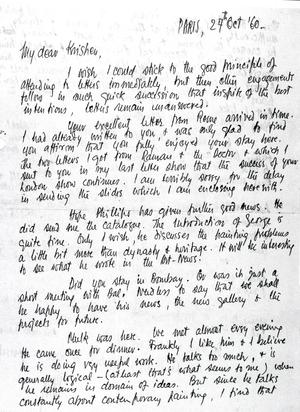 PARIS, 24th Oct '60.
My dear Krishen,
I wish I could stick to the good principle of
attending to letters immediately, but then other engagements
follow in such quick succession that inspite of the best
intentions, letters remain unanswered.
Your excellent letter from Rome arrived in time.
I had already written to you & was only glad to find
you affirm that you fully enjoyed your stay here.
The two letters I got from Raman & the Doctor & which I
sent to you in my last letter show that the success of your
London show continues. I am terribly sorry for the delay
in sending the slides which I am enclosing herewith.
Hope Phillips has given further good news. He
did send me the catalogue. The Introduction of George is
quite fine. Only I wish, he discussed the painting problems
a little bit more than dynasty & heritage. It will be interesting
to see what he wrote in the Art-News.
Did you stay in Bombay. Or was it just a
short meeting with Bal. Needless to say that we shall
be happy to have his news, the new gallery & the
projects for future.
Mulk was here. We met almost every evening
He came once for dinner. Frankly I like him & I believe
he is doing very useful work. He talks too much, & is
generally logical – (at least that's what seems to me) when
he remains in domain of ideas. But since he talks
constantly about contemporary painting, I find that